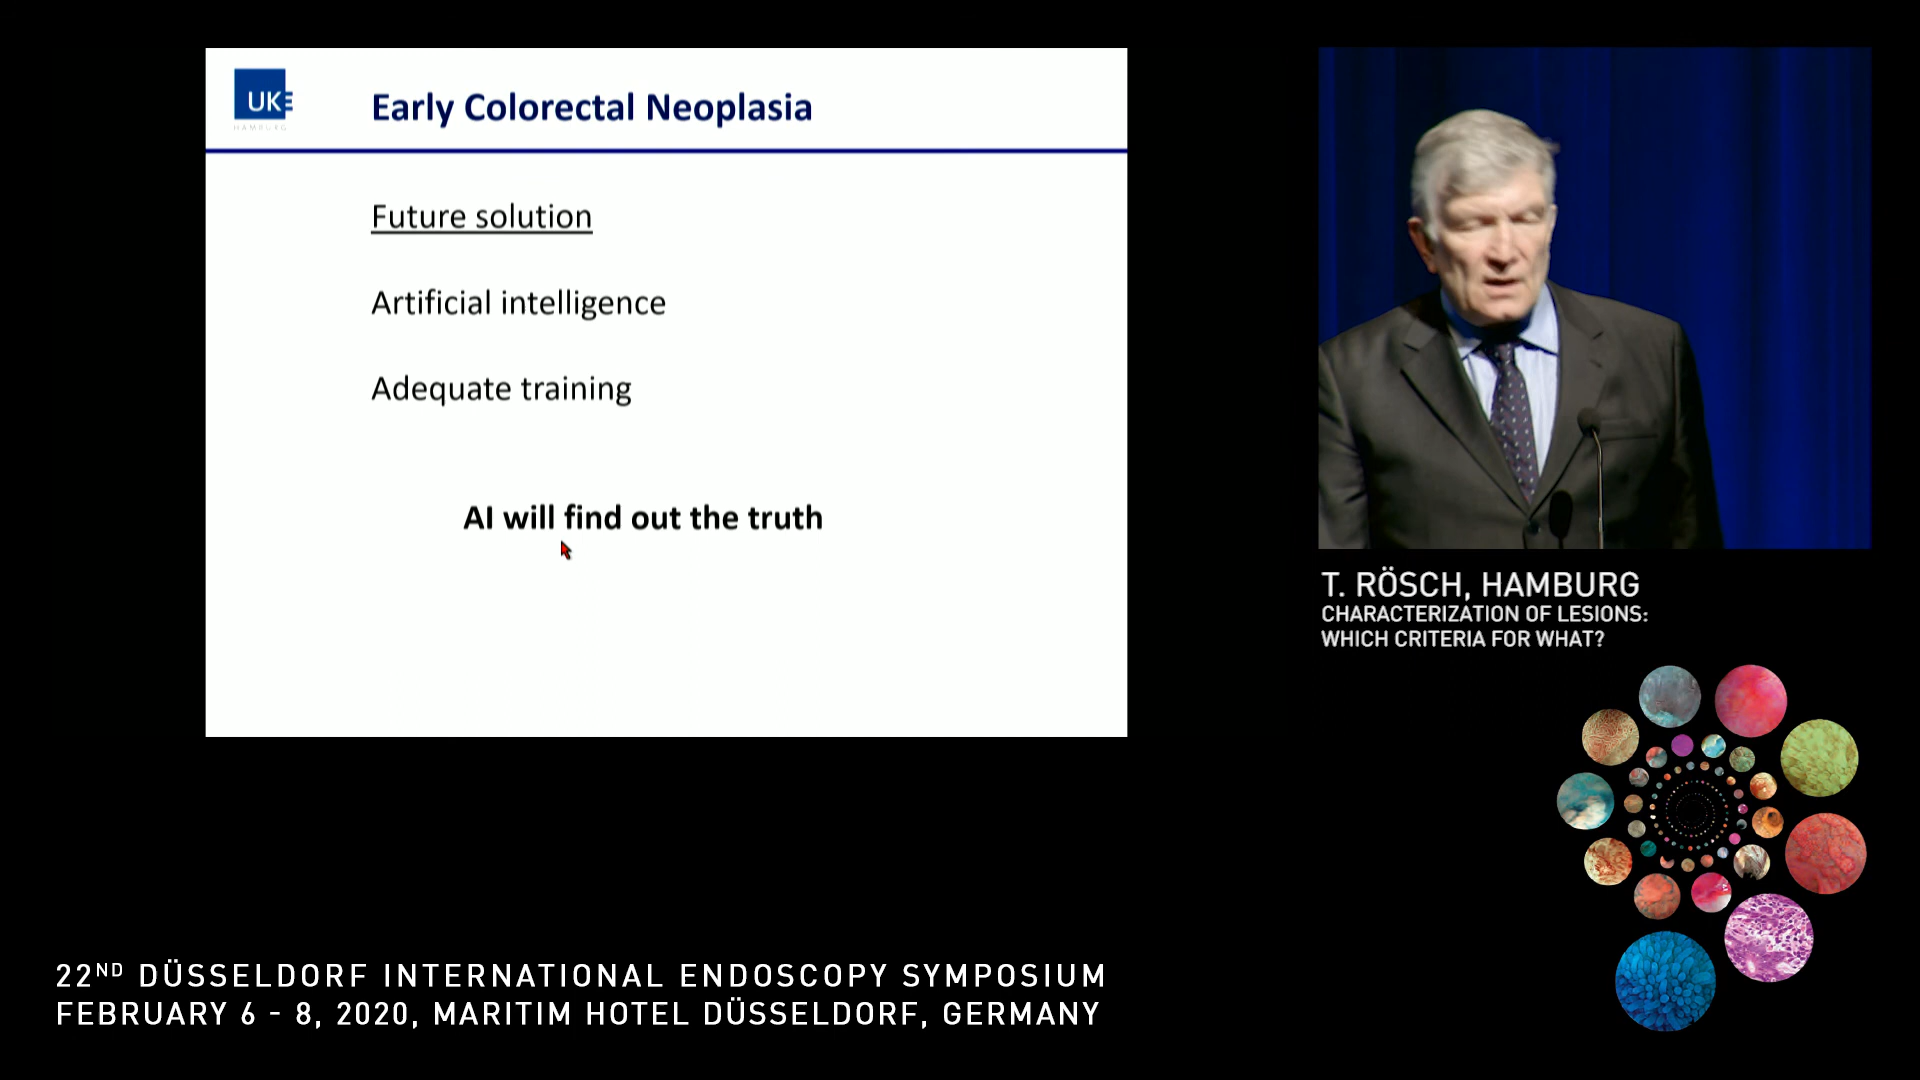 UKE
HAMBURG
Early Colorectal Neoplasia
Future solution
Artificial intelligence
Adequate training
AI will find out the truth
T. RÖSCH, HAMBURG
CHARACTERIZATION OF LESIONS:
WHICH CRITERIA FOR WHAT?
22ND DÜSSELDORF INTERNATIONAL ENDOSCOPY SYMPOSIUM
FEBRUARY 6 - 8, 2020, MARITIM HOTEL DÜSSELDORF, GERMANY